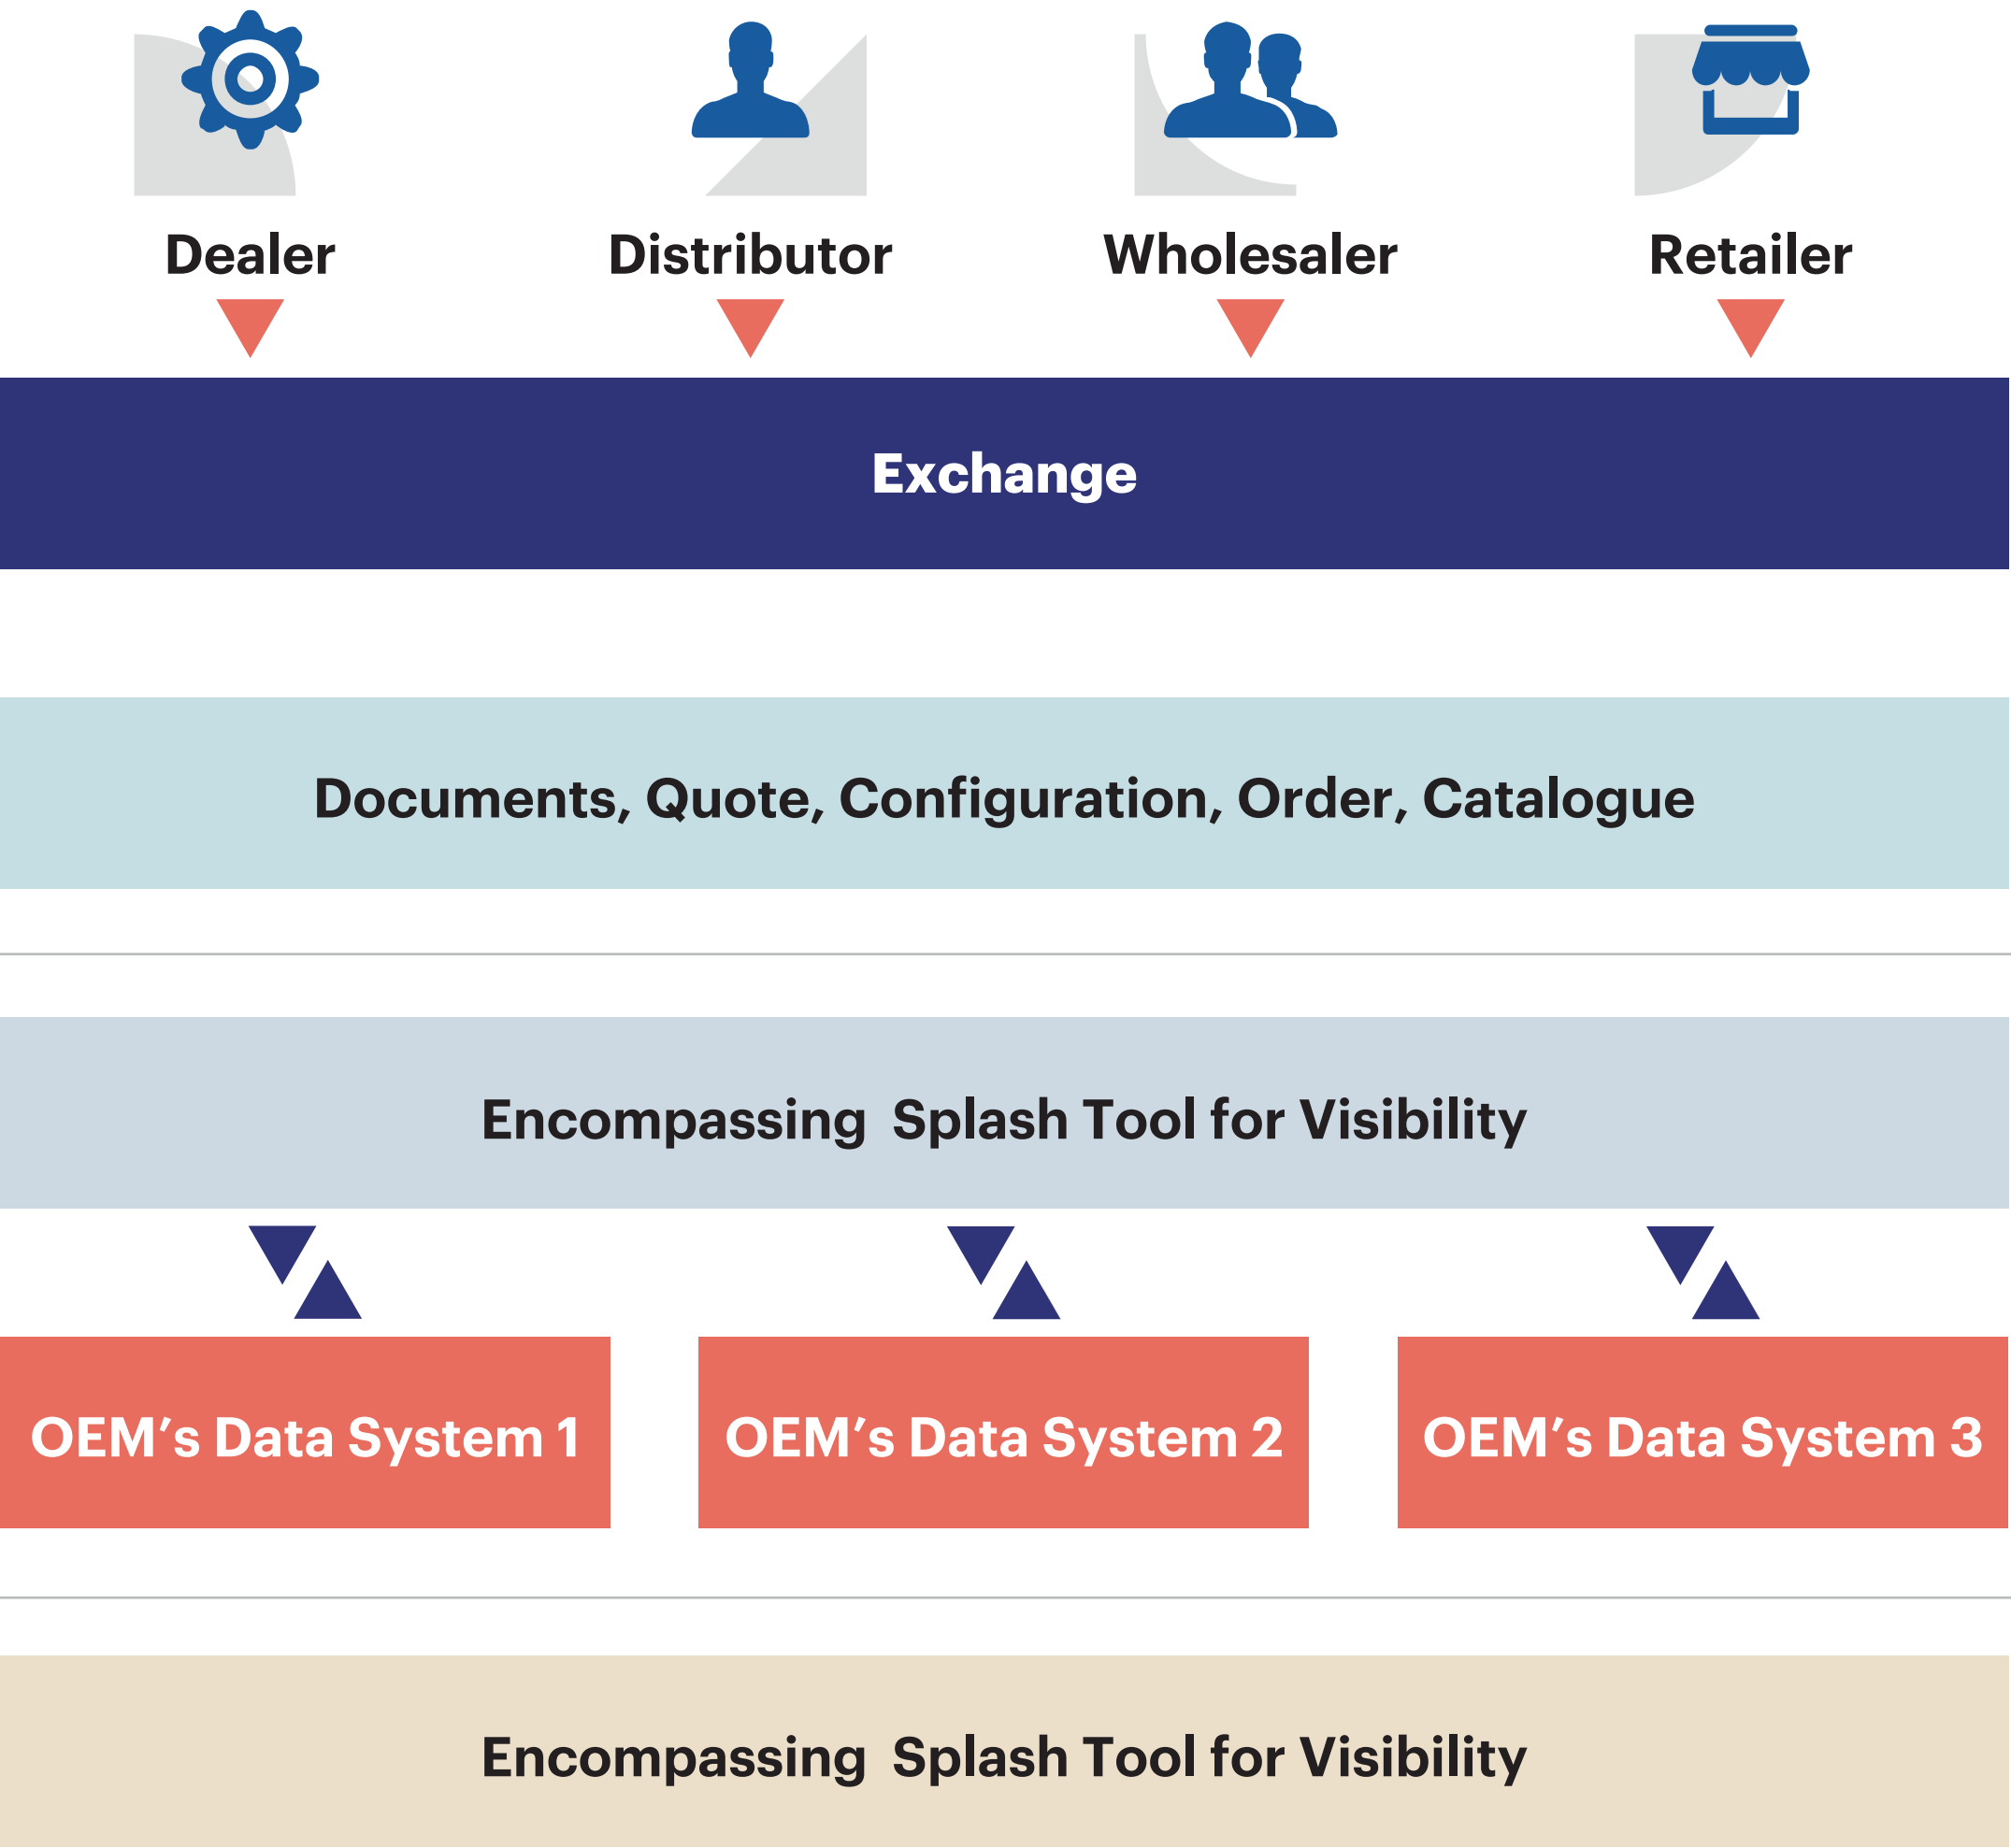 Dealer
Distributor
Wholesaler
Retailer
Exchange
Documents, Quote, Configuration, Order, Catalogue
Encompassing Splash Tool for Visibility
OEM’s Data System 1
OEM’s Data System 2
OEM’s Data System 3
Encompassing Splash Tool for Visibility